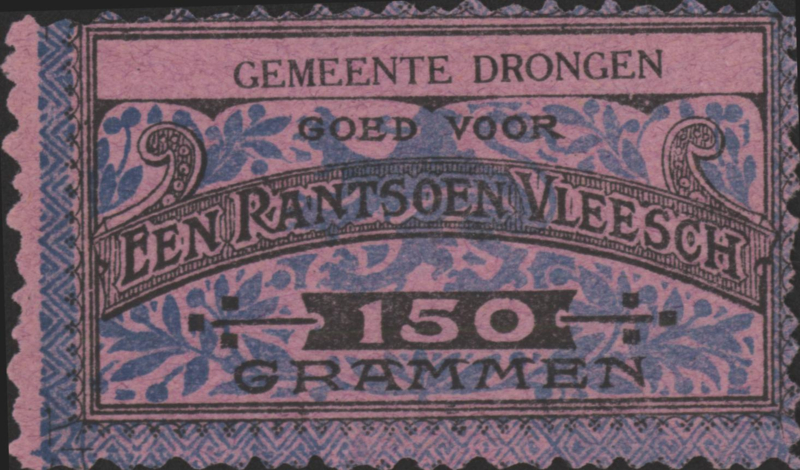 GEMEENTE DRONGEN
GOED VOOR
EEN RANTSOEN VLEESCH
150
GRAMMEN